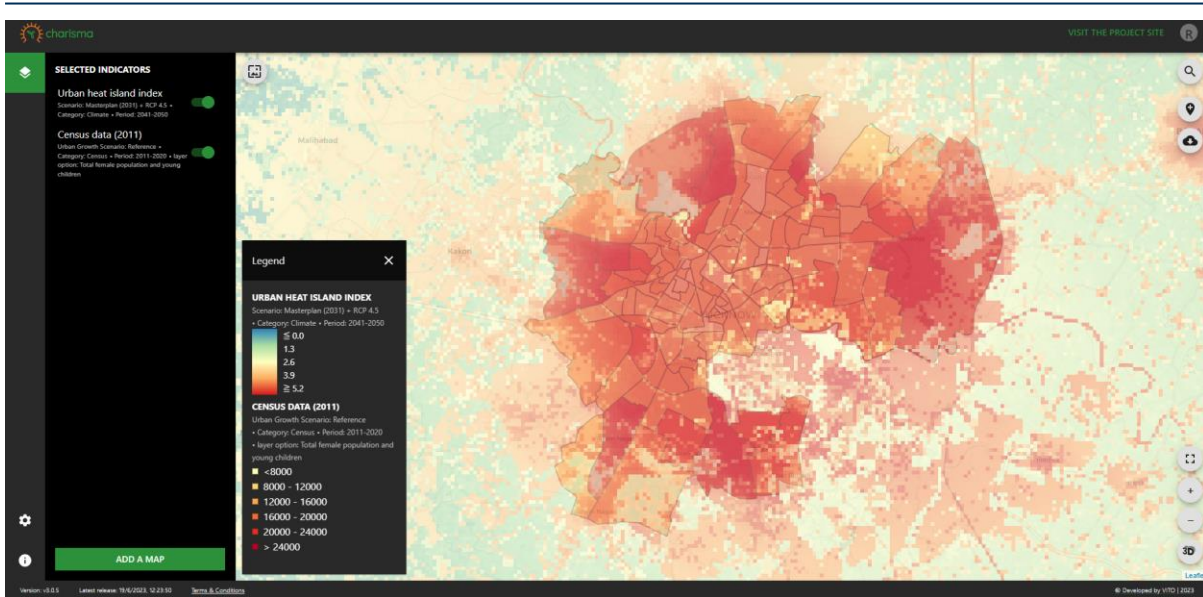 charisma
VISIT THE PROJECT SITE
R
SELECTED INDICATORS
Urban heat island index
Scenario: Masterplan (2031) + RCP 4.5 •
Category: Climate • Period: 2041-2050
Census data (2011)
Urban Growth Scenario: Reference •
Category: Census • Period: 2011-2020 • layer
option: Total female population and young
children
Malihabad
Kakori
Legend
URBAN HEAT ISLAND INDEX
Scenario: Masterplan (2031) + RCP 4.5
• Category: Climate • Period: 2041-2050
≦ 0.0
1.3
2.6
3.9
≧ 5.2
CENSUS DATA (2011)
Urban Growth Scenario: Reference
• Category: Census • Period: 2011-2020
• layer option: Total female population and
young children
<8000
8000 - 12000
12000 - 16000
16000 - 20000
20000 - 24000
> 24000
ADD A MAP
+
−
3D
Leafle
Version: v3.0.5
Latest release: 19/6/2023, 12:23:50
Terms & Conditions
© Developed by VITO | 2023